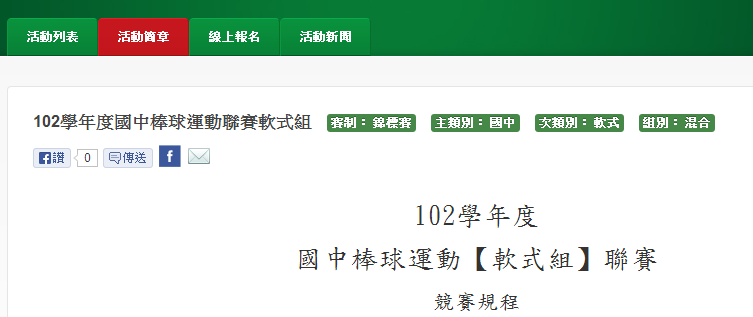 活動列表 活動簡章 線上報名 活動新聞
102學年度國中棒球運動聯賽軟式組 賽制：錦標賽 主類別：國中 次類別：軟式 組別：混合
讚 0 傳送
102學年度
國中棒球運動【軟式組】聯賽
競賽規程